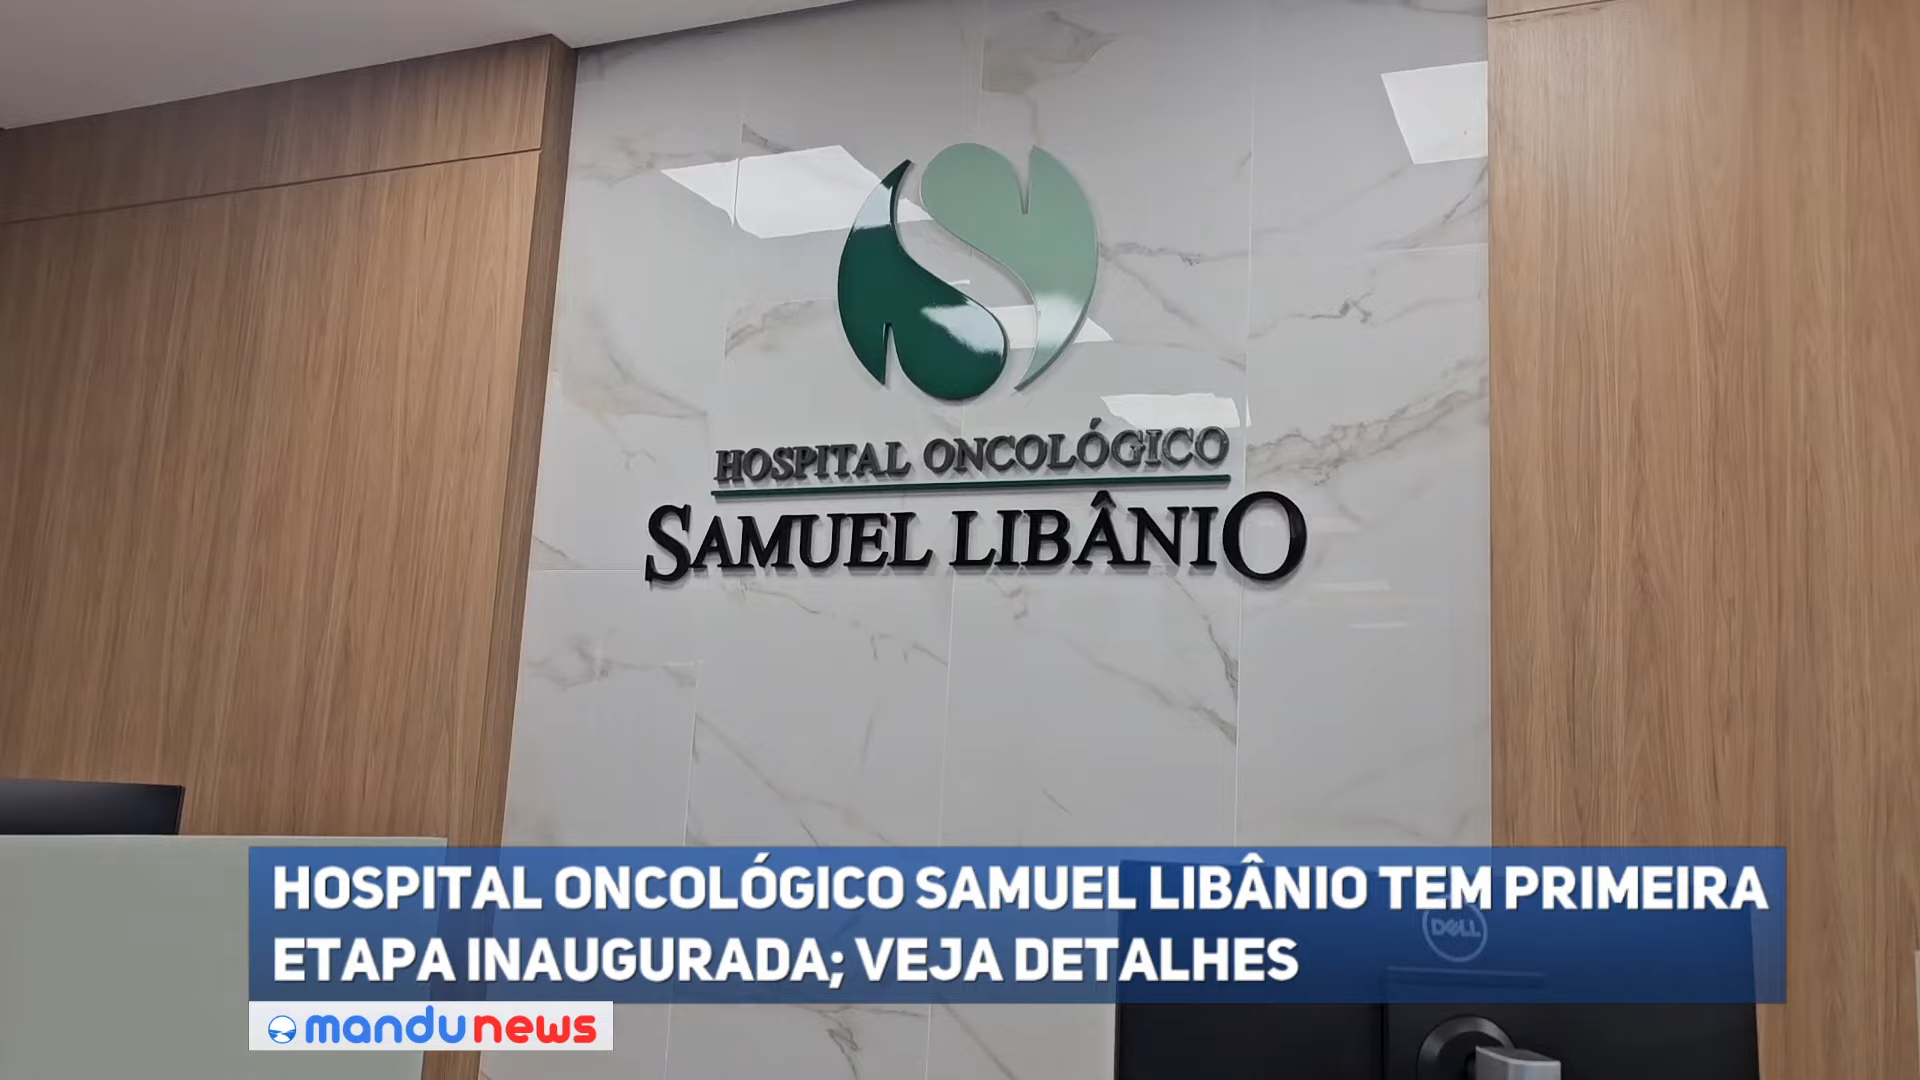 HOSPITAL ONCOLÓGICO
SAMUEL LIBÂNIO
HOSPITAL ONCOLÓGICO SAMUEL LIBÂNIO TEM PRIMEIRA
ETAPA INAUGURADA; VEJA DETALHES
DELL
mandunews